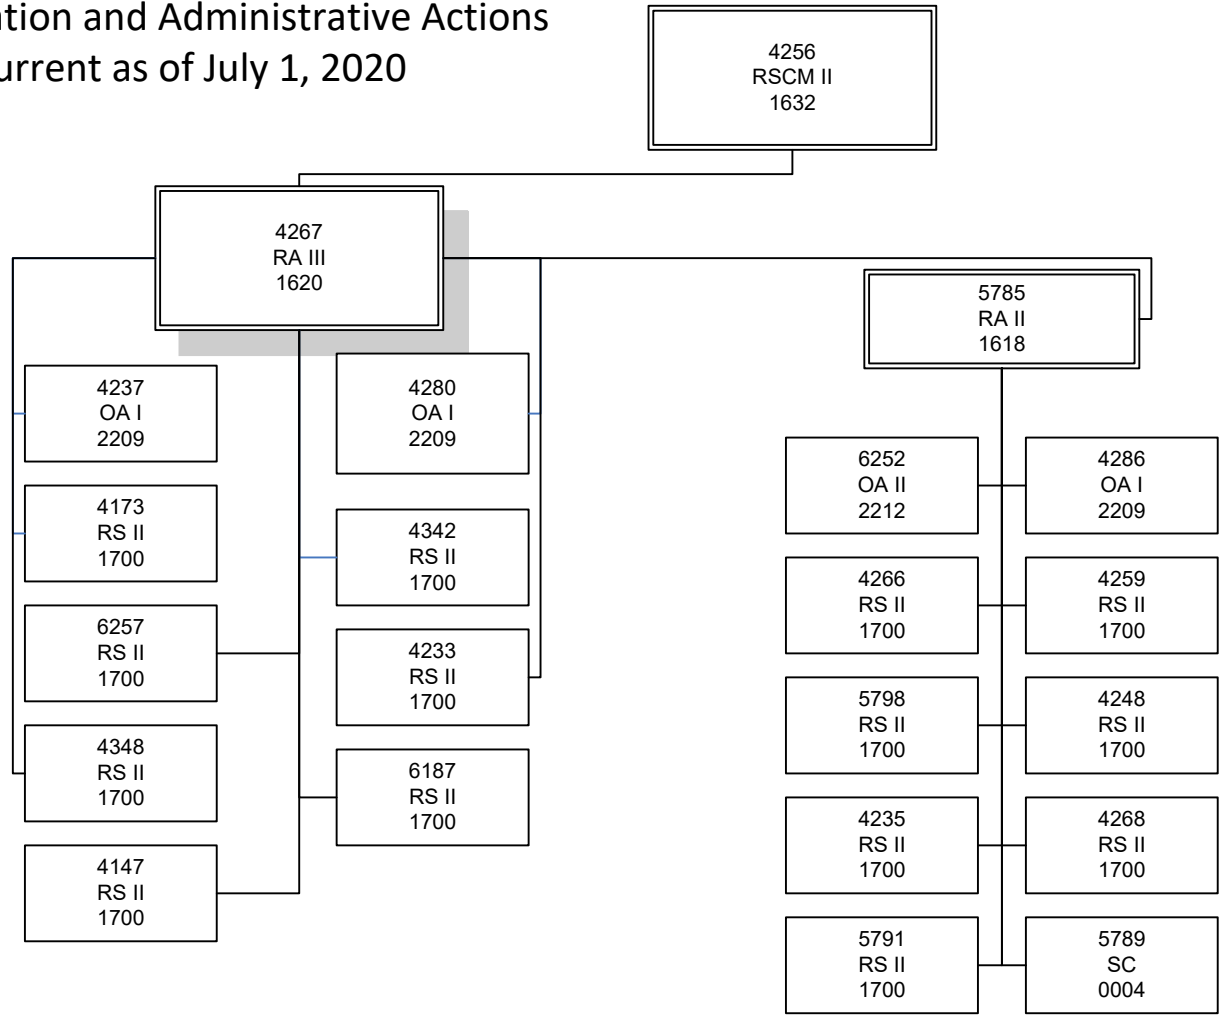 ation and Administrative Actions
urrent as of July 1, 2020
4256
RSCM II
1632
4267
RA III
1620
5785
RA II
1618
4237
OA I
2209
4280
OA I
2209
4173
RS II
1700
4342
RS II
1700
6257
RS II
1700
4233
RS II
1700
4348
RS II
1700
6187
RS II
1700
4147
RS II
1700
6252
OA II
2212
4286
OA I
2209
4266
RS II
1700
4259
RS II
1700
5798
RS II
1700
4248
RS II
1700
4235
RS II
1700
4268
RS II
1700
5791
RS II
1700
5789
SC
0004